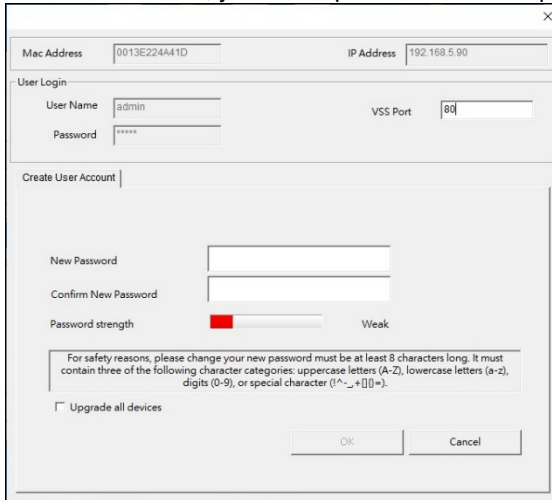 Mac Address 0013E224A41D IP Address 192.168.5.90
User Login
User Name admin VSS Port 80
Password *****
Create User Account
New Password
Confirm New Password
Password strength Weak
For safety reasons, please change your new password must be at least 8 characters long. It must
contain three of the following character categories: uppercase letters (A-Z), lowercase letters (a-z),
digits (0-9), or special character (!^-_,+[]{}=).
Upgrade all devices
OK Cancel